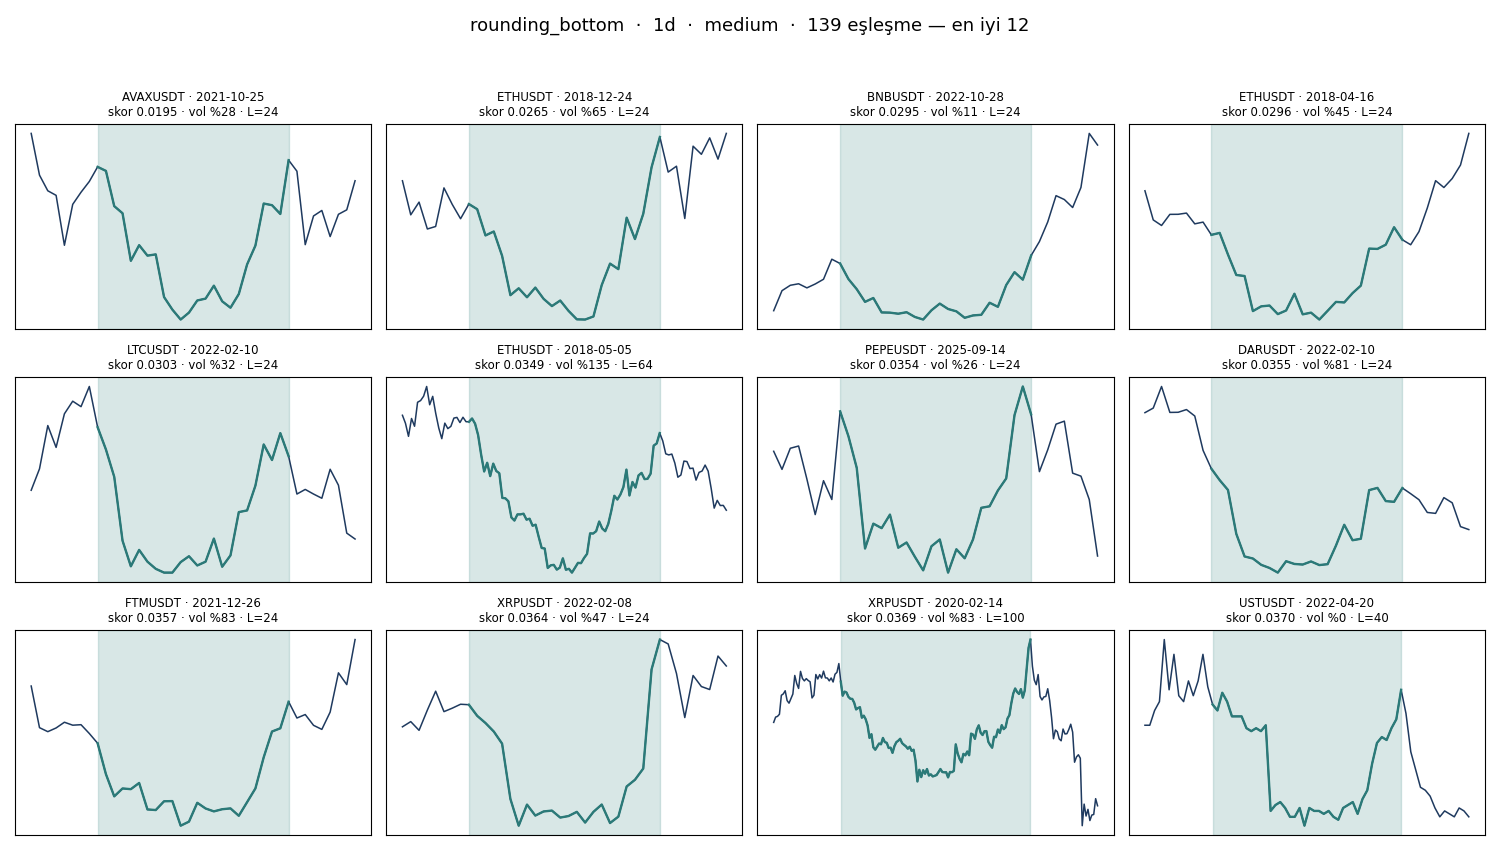 rounding_bottom · 1d · medium · 139 eşleşme — en iyi 12
AVAXUSDT · 2021-10-25
skor 0.0195 · vol %28 · L=24
ETHUSDT · 2018-12-24
skor 0.0265 · vol %65 · L=24
BNBUSDT · 2022-10-28
skor 0.0295 · vol %11 · L=24
ETHUSDT · 2018-04-16
skor 0.0296 · vol %45 · L=24
LTCUSDT · 2022-02-10
skor 0.0303 · vol %32 · L=24
ETHUSDT · 2018-05-05
skor 0.0349 · vol %135 · L=64
PEPEUSDT · 2025-09-14
skor 0.0354 · vol %26 · L=24
DARUSDT · 2022-02-10
skor 0.0355 · vol %81 · L=24
FTMUSDT · 2021-12-26
skor 0.0357 · vol %83 · L=24
XRPUSDT · 2022-02-08
skor 0.0364 · vol %47 · L=24
XRPUSDT · 2020-02-14
skor 0.0369 · vol %83 · L=100
USTUSDT · 2022-04-20
skor 0.0370 · vol %0 · L=40